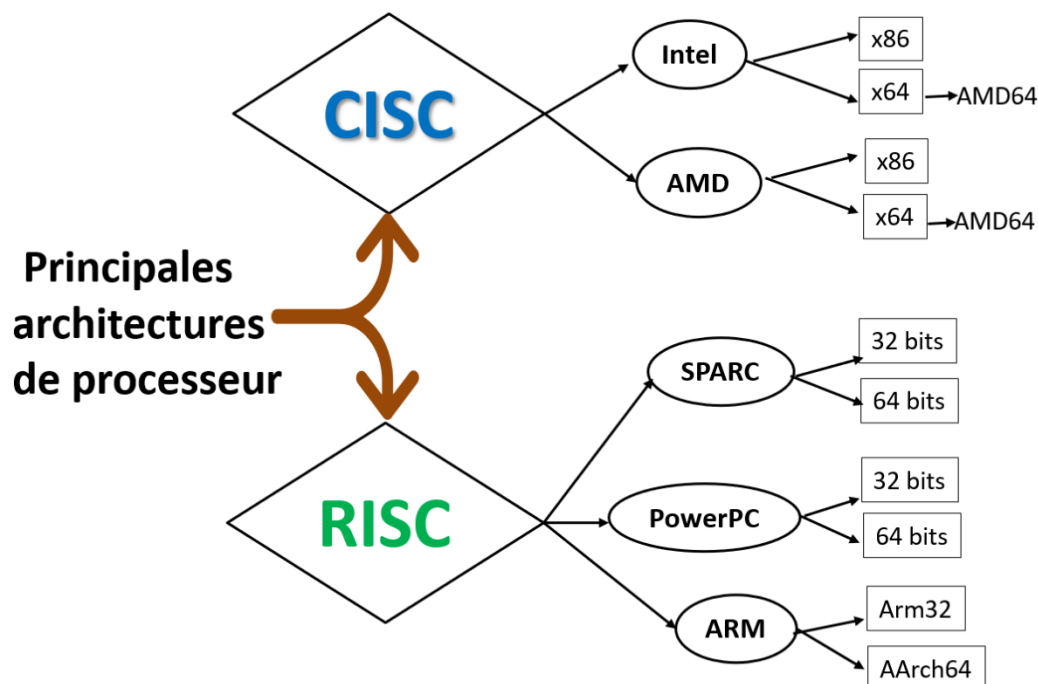 CISC
Intel
x86
x64
AMD64
AMD
x86
x64
AMD64
Principales
architectures
de processeur
RISC
SPARC
32 bits
64 bits
PowerPC
32 bits
64 bits
ARM
Arm32
AArch64